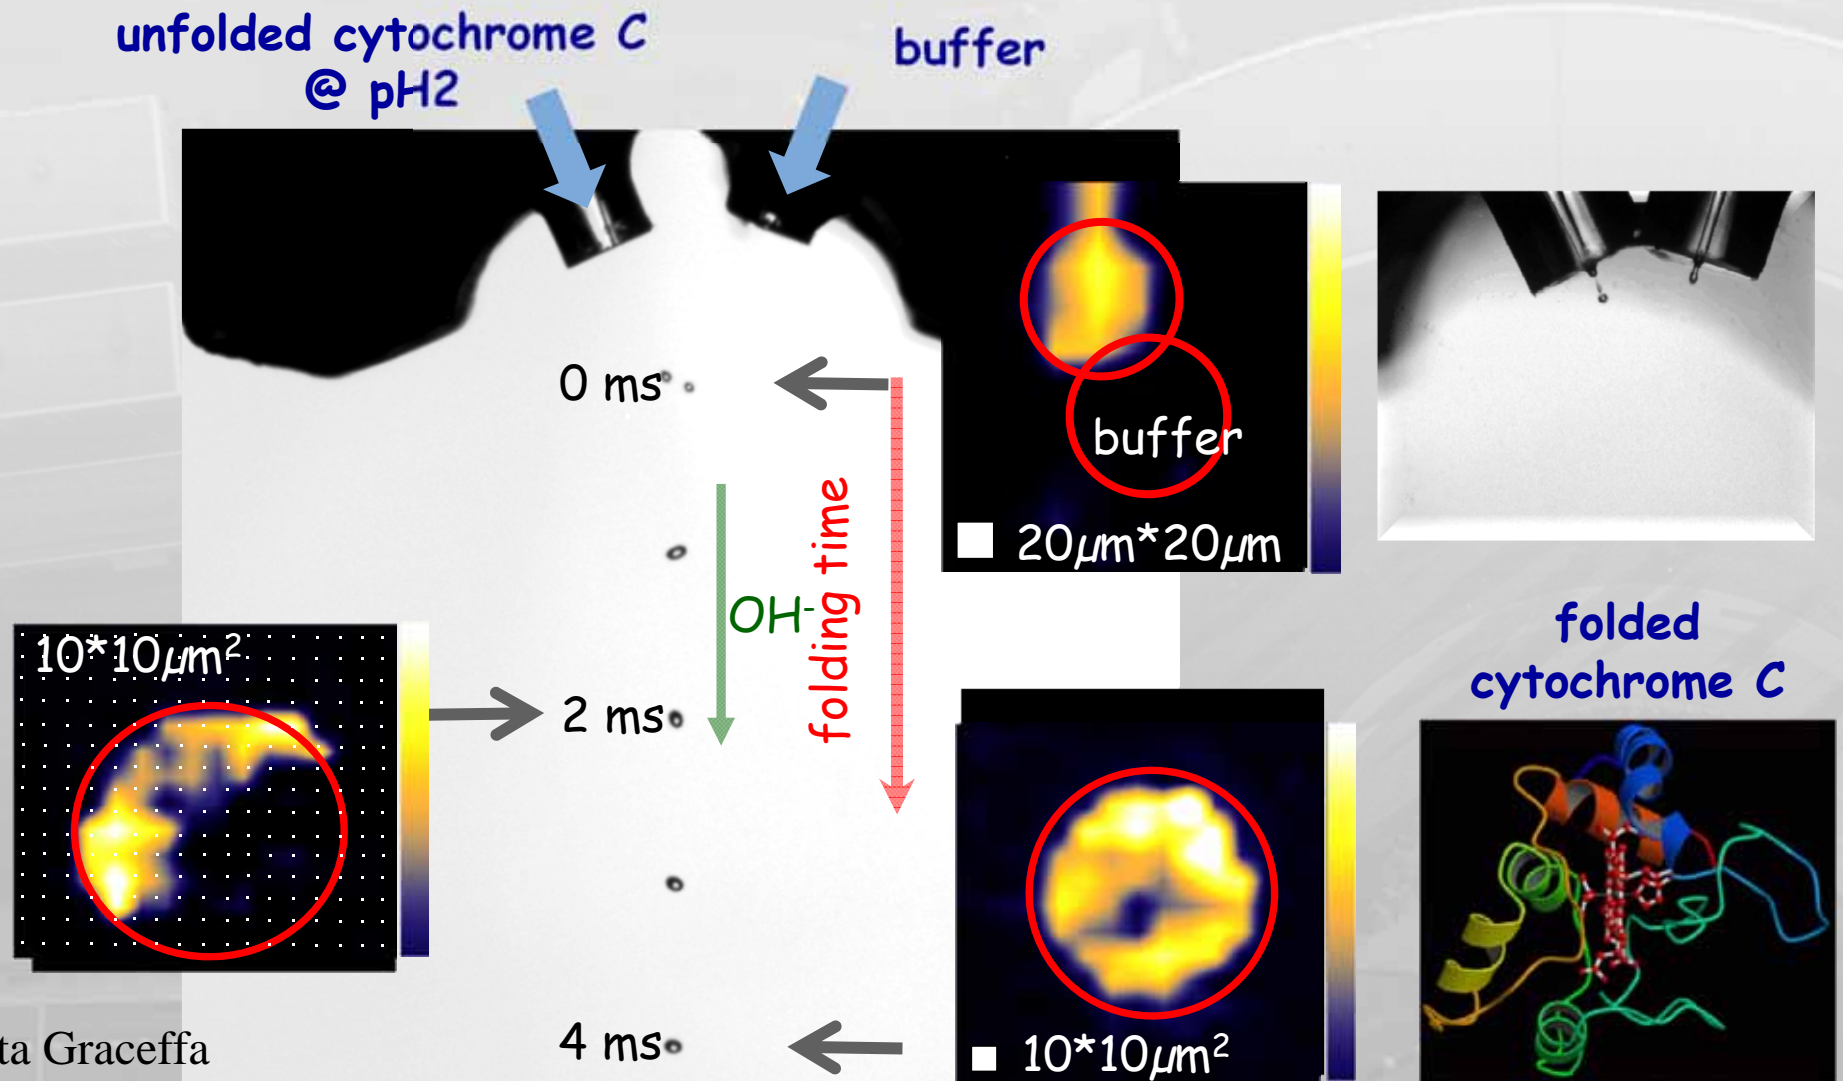 unfolded cytochrome C
@ pH2
buffer
0 ms
buffer
20µm*20µm
folding time
OH-
folded
cytochrome C
10*10µm²
2 ms
4 ms
10*10µm²
Graceffa